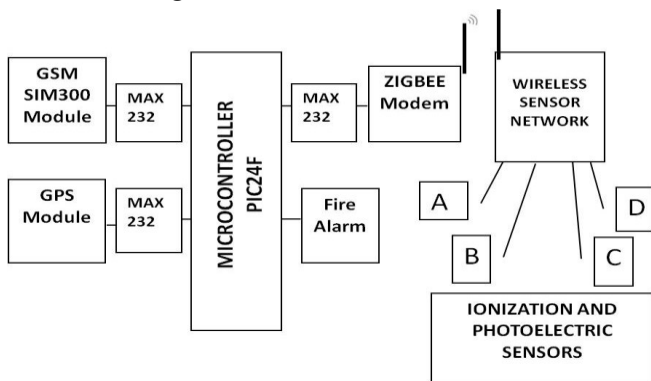 GSM
SIM300
Module
MAX
232
MICROCONTROLLER
PIC24F
MAX
232
ZIGBEE
Modem
WIRELESS
SENSOR
NETWORK
GPS
Module
MAX
232
Fire
Alarm
A
B
C
D
IONIZATION AND
PHOTOELECTRIC
SENSORS